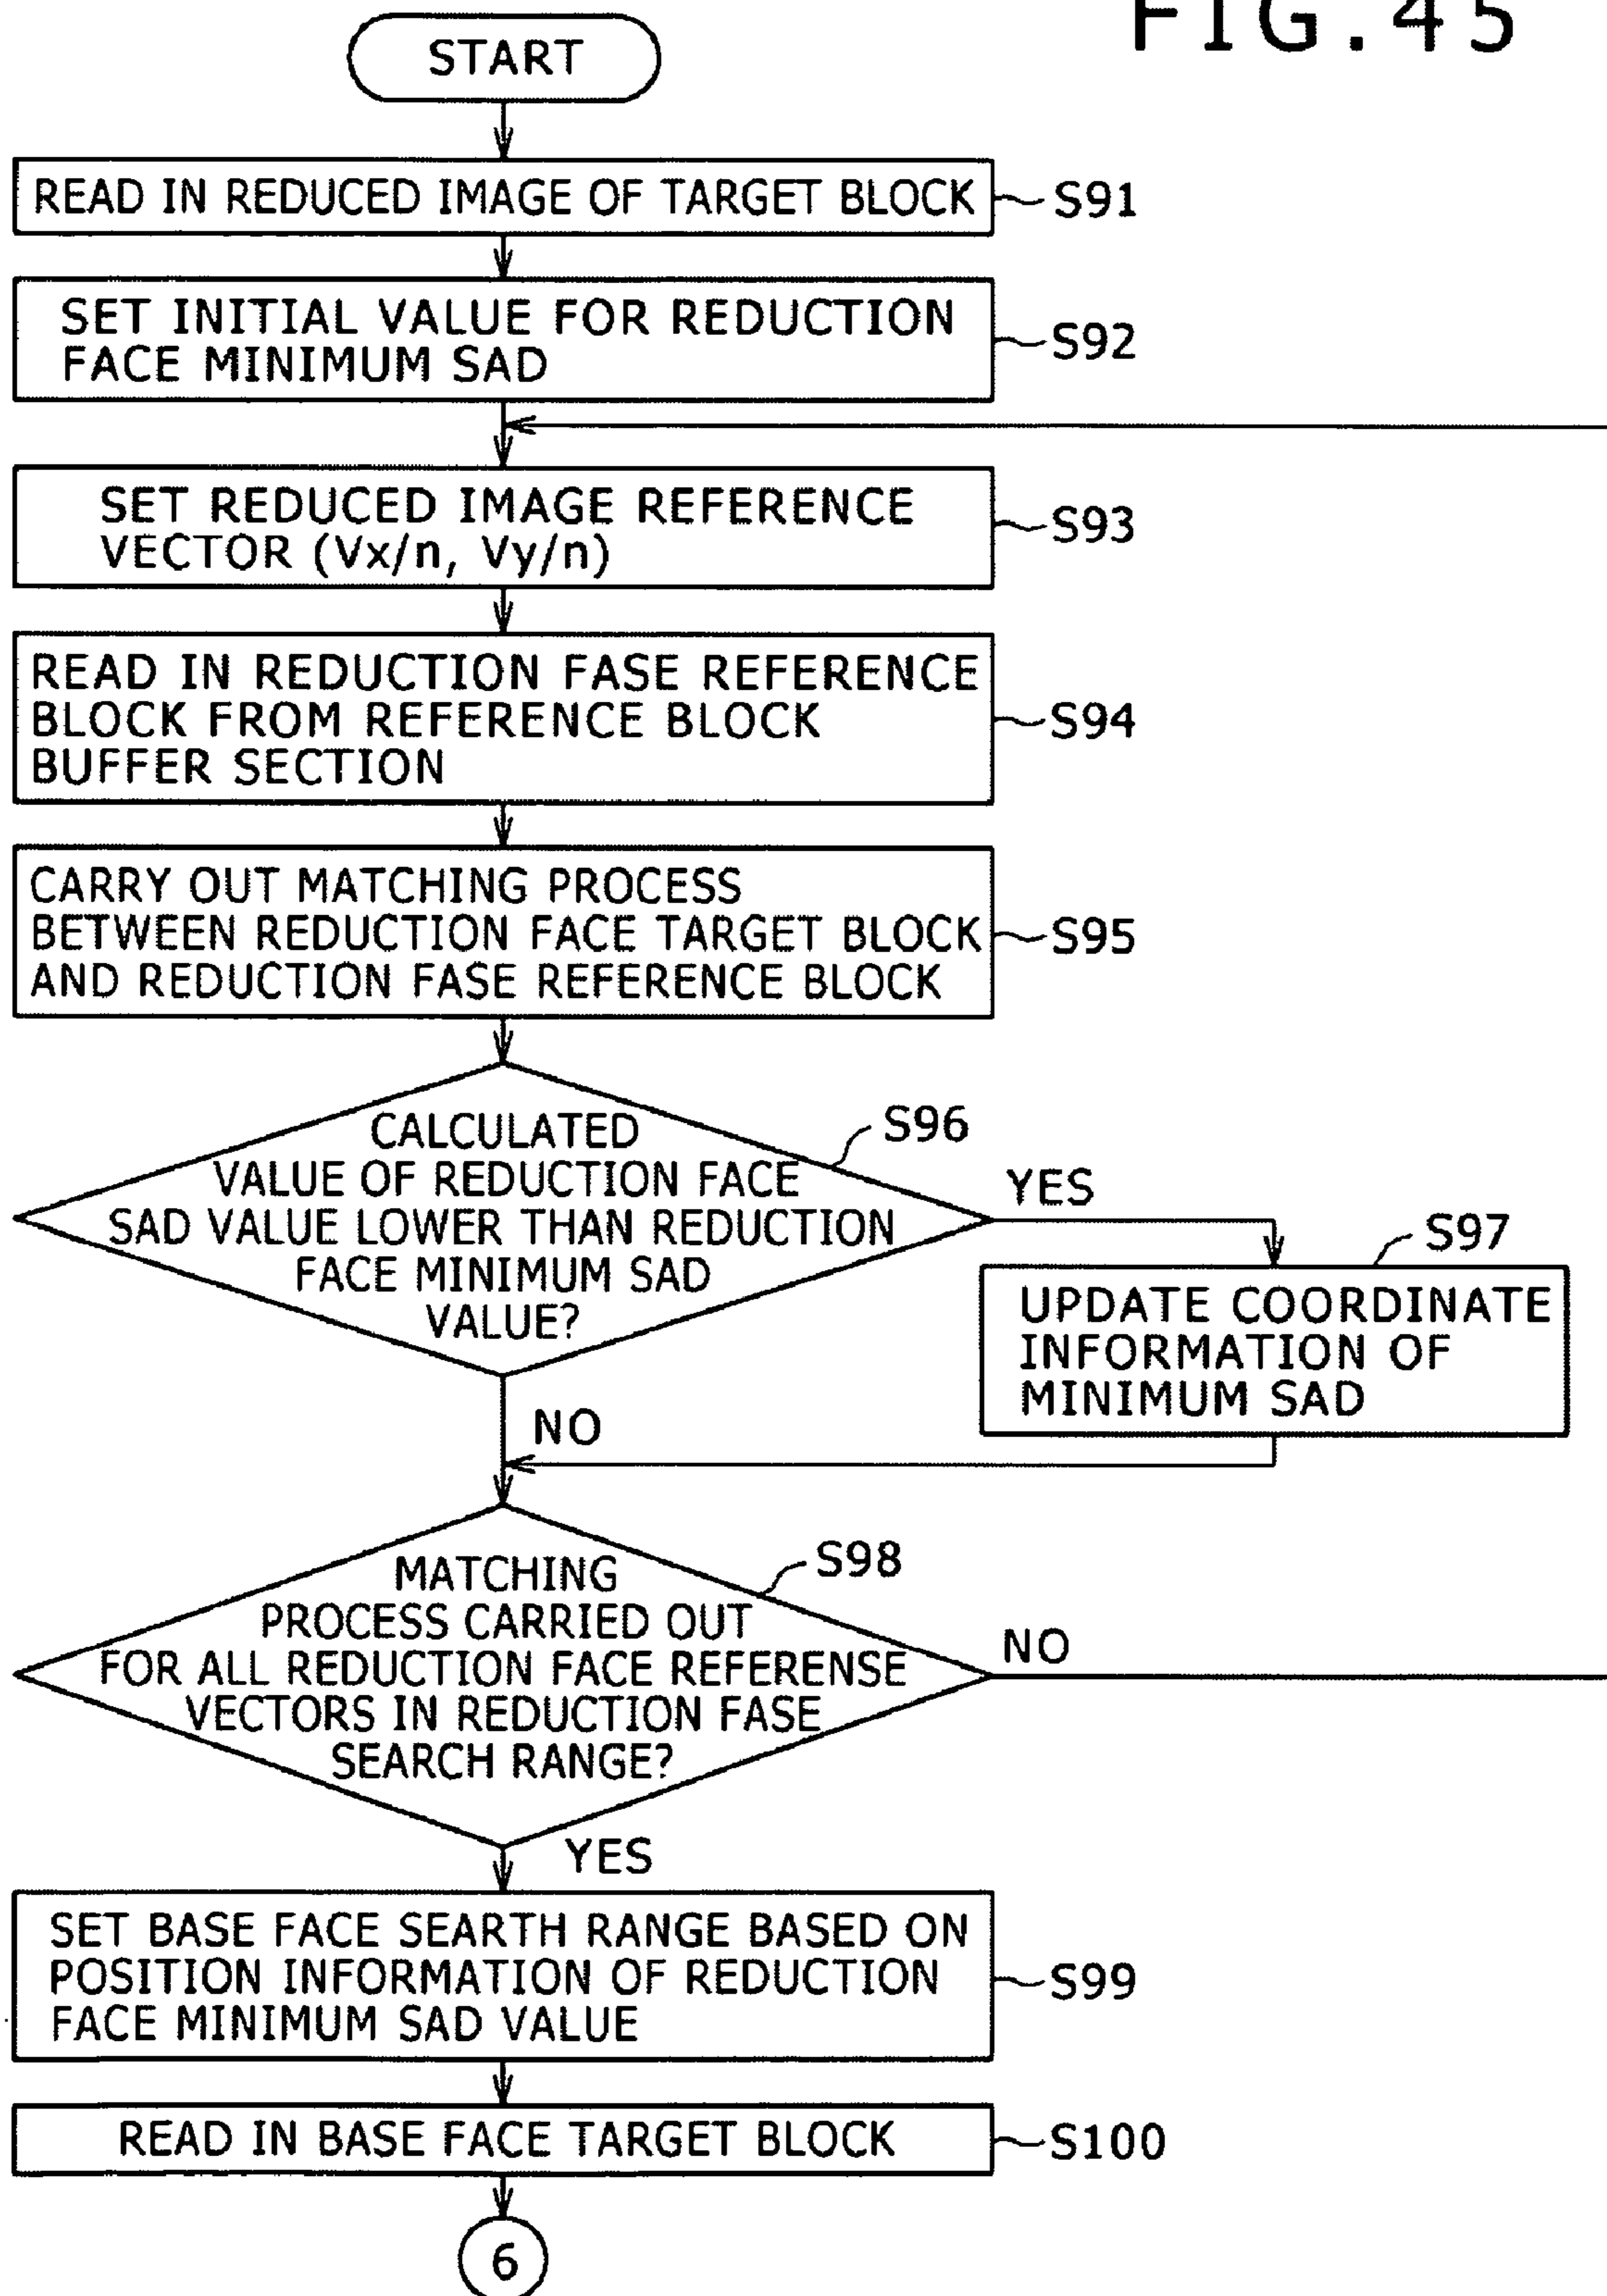 FIG.45
START
READ IN REDUCED IMAGE OF TARGET BLOCK
S91
SET INITIAL VALUE FOR REDUCTION
FACE MINIMUM SAD
S92
SET REDUCED IMAGE REFERENCE
VECTOR (Vx/n, Vy/n)
S93
READ IN REDUCTION FASE REFERENCE
BLOCK FROM REFERENCE BLOCK
BUFFER SECTION
S94
CARRY OUT MATCHING PROCESS
BETWEEN REDUCTION FACE TARGET BLOCK
AND REDUCTION FASE REFERENCE BLOCK
S95
CALCULATED
VALUE OF REDUCTION FACE
SAD VALUE LOWER THAN REDUCTION
FACE MINIMUM SAD
VALUE?
S96
YES
S97
UPDATE COORDINATE
INFORMATION OF
MINIMUM SAD
NO
MATCHING
PROCESS CARRIED OUT
FOR ALL REDUCTION FACE REFERENSE
VECTORS IN REDUCTION FASE
SEARCH RANGE?
S98
NO
YES
SET BASE FACE SEARTH RANGE BASED ON
POSITION INFORMATION OF REDUCTION
FACE MINIMUM SAD VALUE
S99
READ IN BASE FACE TARGET BLOCK
S100
6